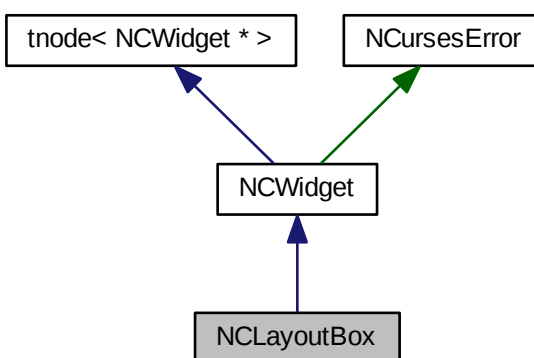 tnode< NCWidget * >
NCursesError
NCWidget
NCLayoutBox